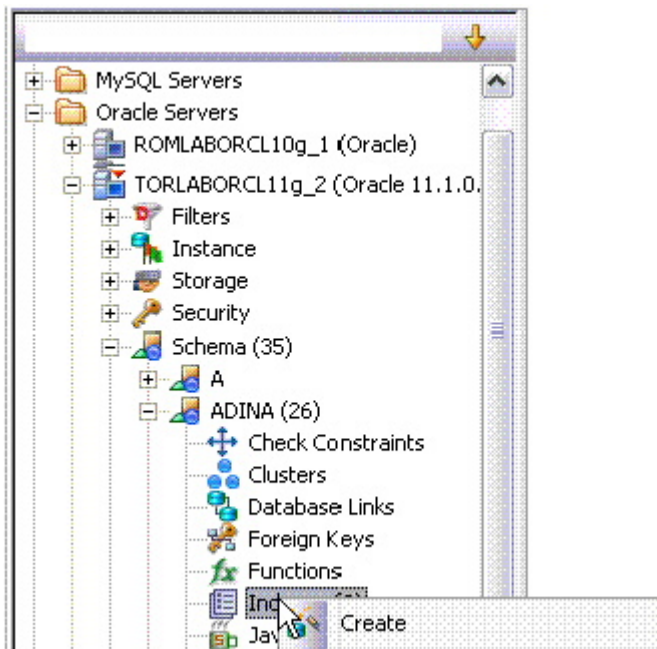 MySQL Servers
Oracle Servers
ROMLABORCL10g_1 (Oracle)
TORLABORCL11g_2 (Oracle 11.1.0.
Filters
Instance
Storage
Security
Schema (35)
A
ADINA (26)
Check Constraints
Clusters
Database Links
Foreign Keys
fx Functions
Create